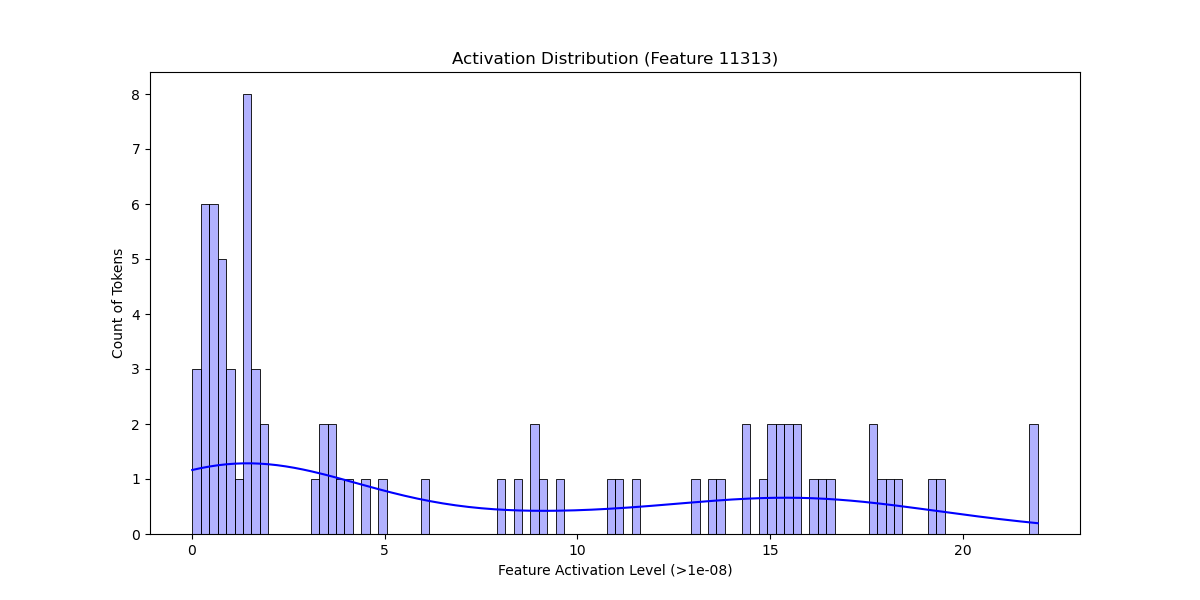 Activation Distribution (Feature 11313)
Count of Tokens
8
7
6
5
4
3
2
1
0
0 5 10 15 20
Feature Activation Level (>1e-08)